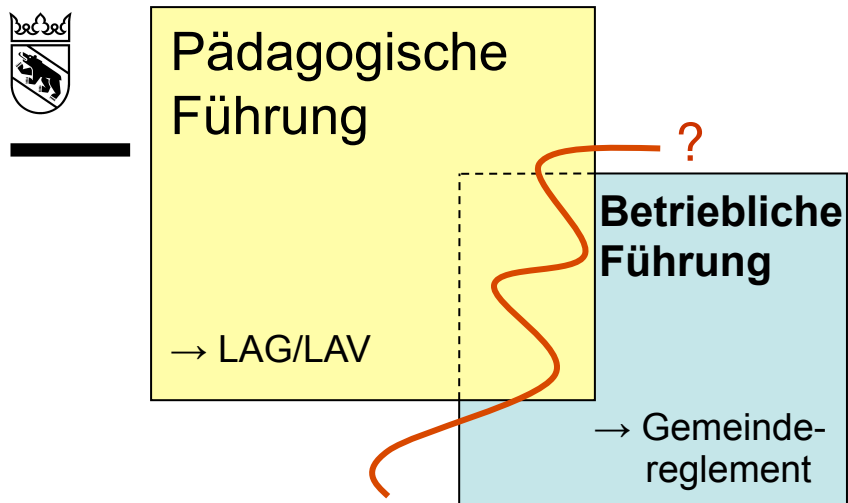 Pädagogische
Führung
?
Betriebliche
Führung
→ LAG/LAV
→ Gemeinde-
reglement